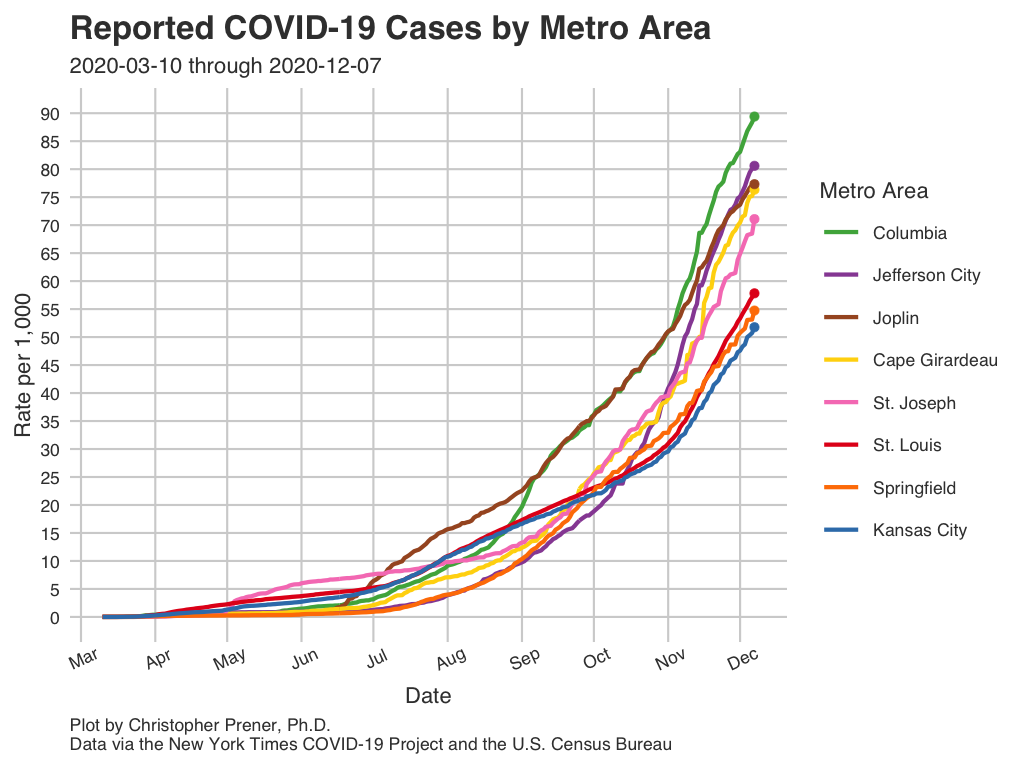 Reported COVID-19 Cases by Metro Area
2020-03-10 through 2020-12-07
Rate per 1,000
90
85
80
75
70
65
60
55
50
45
40
35
30
25
20
15
10
5
0
Mar Apr May Jun Jul Aug Sep Oct Nov Dec
Date
Metro Area
Columbia
Jefferson City
Joplin
Cape Girardeau
St. Joseph
St. Louis
Springfield
Kansas City
Plot by Christopher Prener, Ph.D.
Data via the New York Times COVID-19 Project and the U.S. Census Bureau